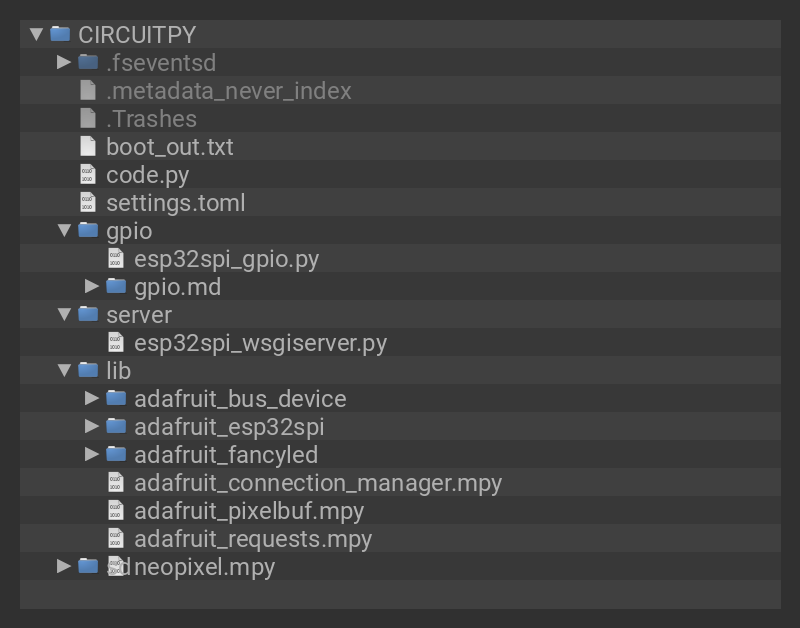 CIRCUITPY
.fseventsd
.metadata_never_index
.Trashes
boot_out.txt
code.py
settings.toml
gpio
esp32spi_gpio.py
gpio.md
server
esp32spi_wsgiserver.py
lib
adafruit_bus_device
adafruit_esp32spi
adafruit_fancyled
adafruit_connection_manager.mpy
adafruit_pixelbuf.mpy
adafruit_requests.mpy
sd neopixel.mpy